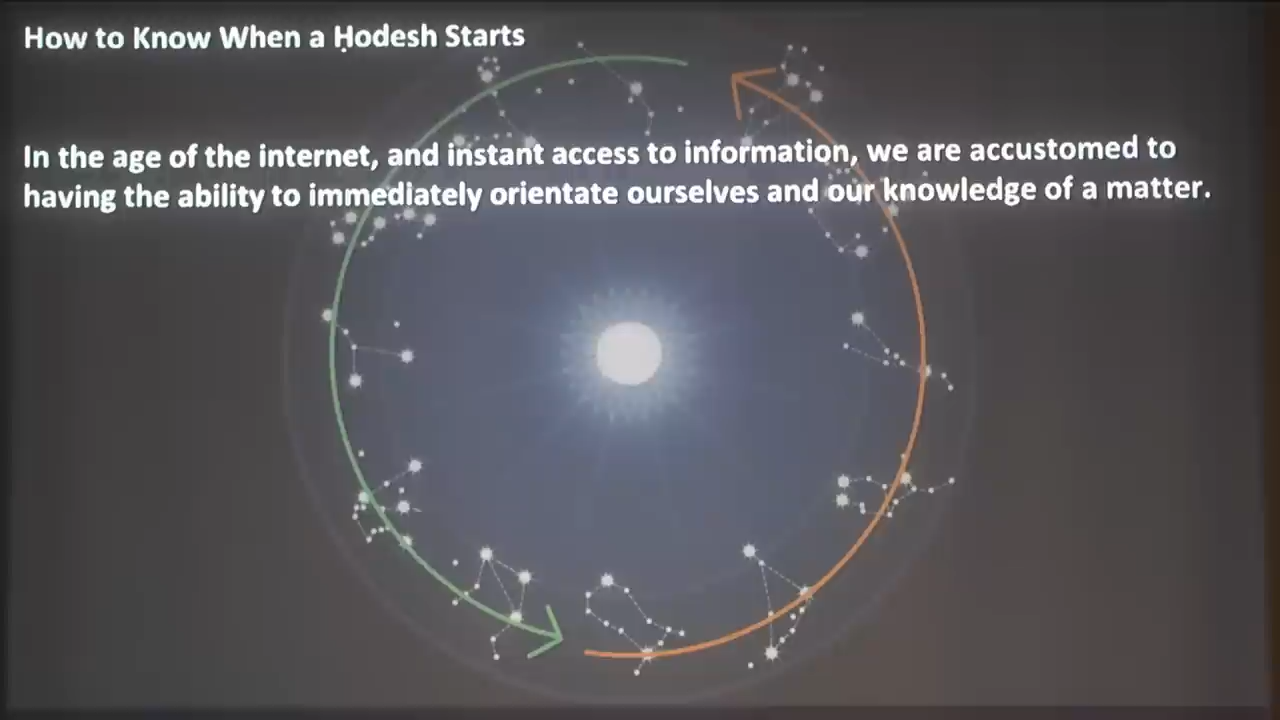 How to Know When a Ḥodesh Starts
In the age of the internet, and instant access to information, we are accustomed to
having the ability to immediately orientate ourselves and our knowledge of a matter.